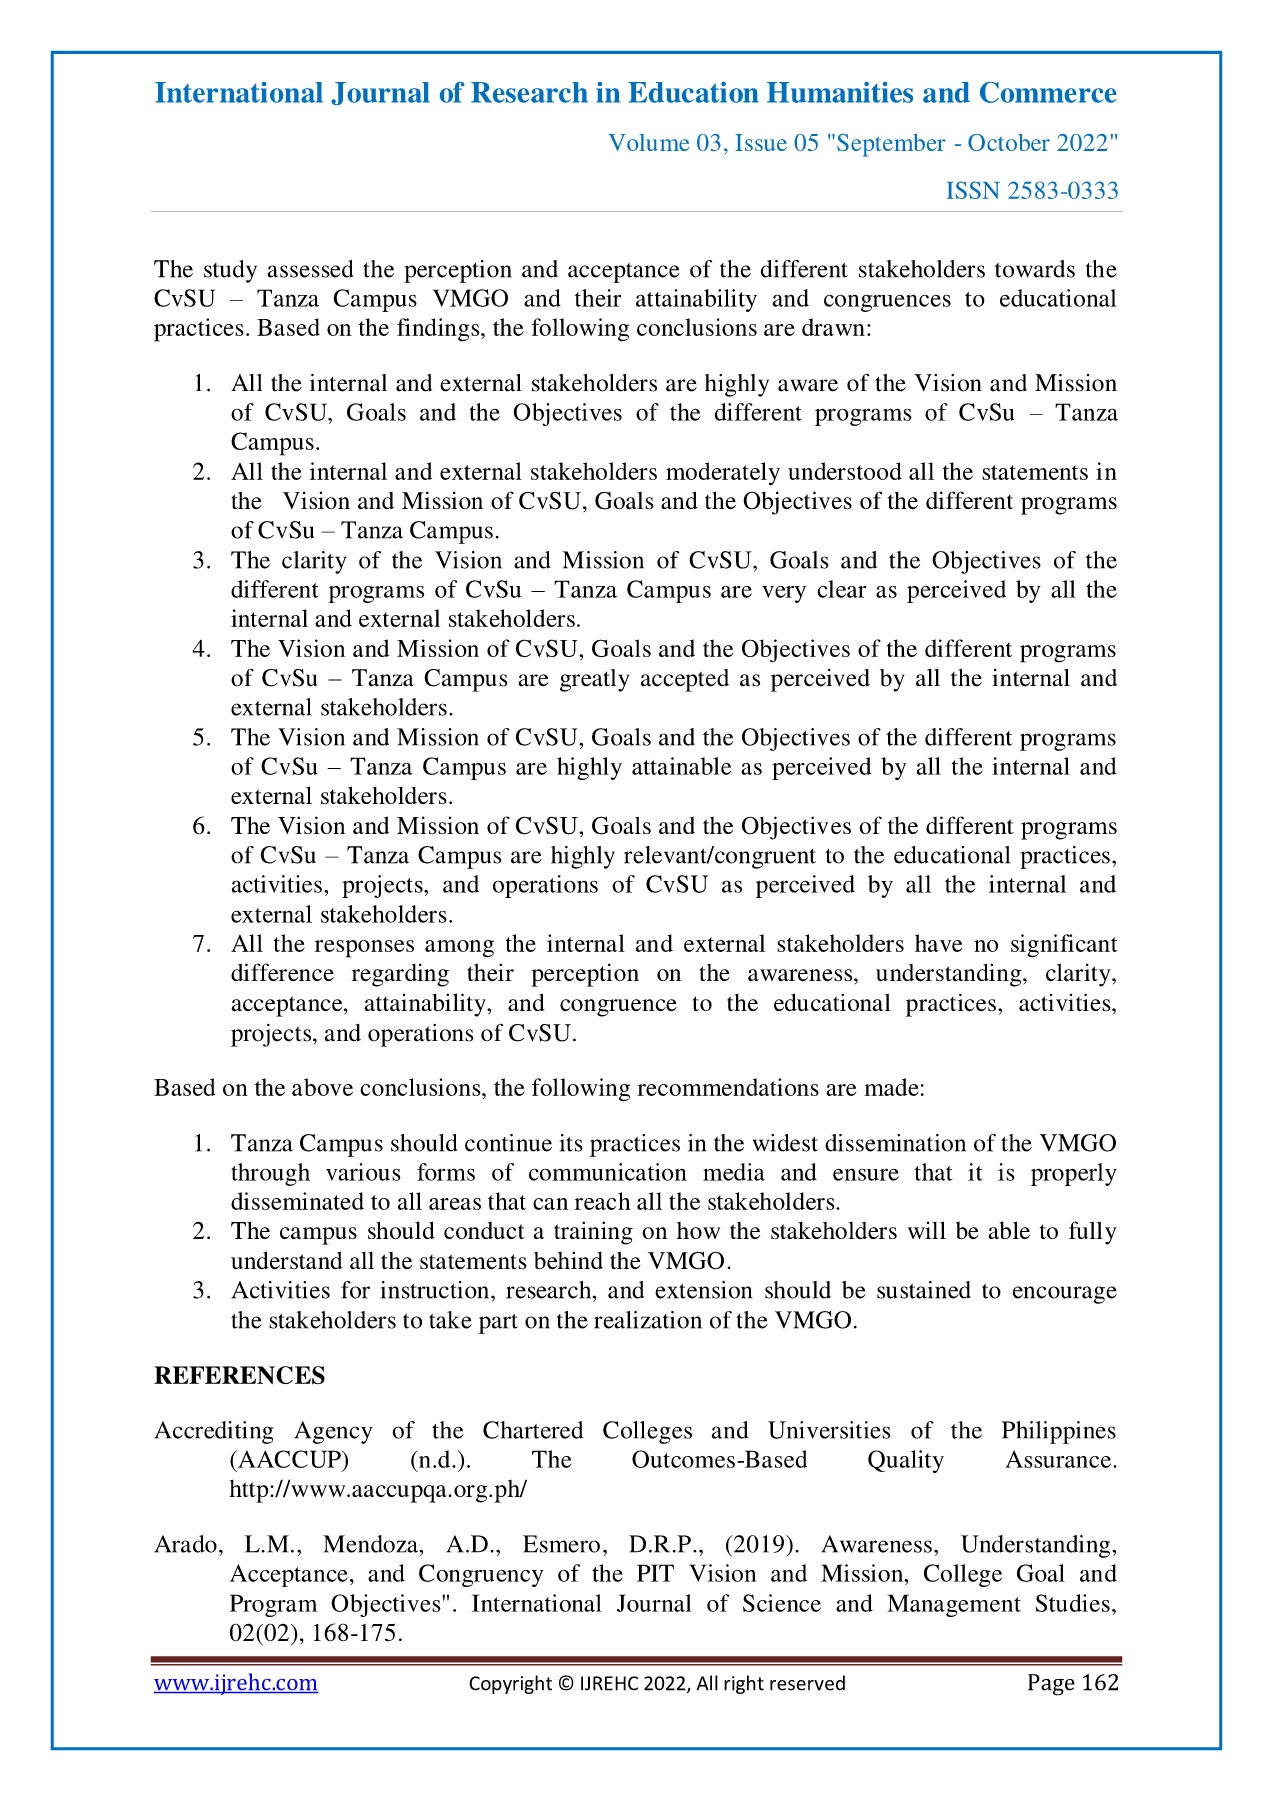 International Journal of Research in Education Humanities and Commerce
Volume 03, Issue 05 "September - October 2022"
ISSN 2583-0333
The study assessed the perception and acceptance of the different stakeholders towards the
CvSU – Tanza Campus VMGO and their attainability and congruences to educational
practices. Based on the findings, the following conclusions are drawn:
1. All the internal and external stakeholders are highly aware of the Vision and Mission
of CvSU, Goals and the Objectives of the different programs of CvSu – Tanza
Campus.
2. All the internal and external stakeholders moderately understood all the statements in
the Vision and Mission of CvSU, Goals and the Objectives of the different programs
of CvSu – Tanza Campus.
3. The clarity of the Vision and Mission of CvSU, Goals and the Objectives of the
different programs of CvSu – Tanza Campus are very clear as perceived by all the
internal and external stakeholders.
4. The Vision and Mission of CvSU, Goals and the Objectives of the different programs
of CvSu – Tanza Campus are greatly accepted as perceived by all the internal and
external stakeholders.
5. The Vision and Mission of CvSU, Goals and the Objectives of the different programs
of CvSu – Tanza Campus are highly attainable as perceived by all the internal and
external stakeholders.
6. The Vision and Mission of CvSU, Goals and the Objectives of the different programs
of CvSu – Tanza Campus are highly relevant/congruent to the educational practices,
activities, projects, and operations of CvSU as perceived by all the internal and
external stakeholders.
7. All the responses among the internal and external stakeholders have no significant
difference regarding their perception on the awareness, understanding, clarity,
acceptance, attainability, and congruence to the educational practices, activities,
projects, and operations of CvSU.
Based on the above conclusions, the following recommendations are made:
1. Tanza Campus should continue its practices in the widest dissemination of the VMGO
through various forms of communication media and ensure that it is properly
disseminated to all areas that can reach all the stakeholders.
2. The campus should conduct a training on how the stakeholders will be able to fully
understand all the statements behind the VMGO.
3. Activities for instruction, research, and extension should be sustained to encourage
the stakeholders to take part on the realization of the VMGO.
REFERENCES
Accrediting Agency of the Chartered Colleges and Universities of the Philippines
(AACCUP) (n.d.). The Outcomes-Based Quality Assurance.
http://www.aaccupqa.org.ph/
Arado, L.M., Mendoza, A.D., Esmero, D.R.P., (2019). Awareness, Understanding,
Acceptance, and Congruency of the PIT Vision and Mission, College Goal and
Program Objectives". International Journal of Science and Management Studies,
02(02), 168-175.
www.ijrehc.com Copyright © IJREHC 2022, All right reserved Page 162